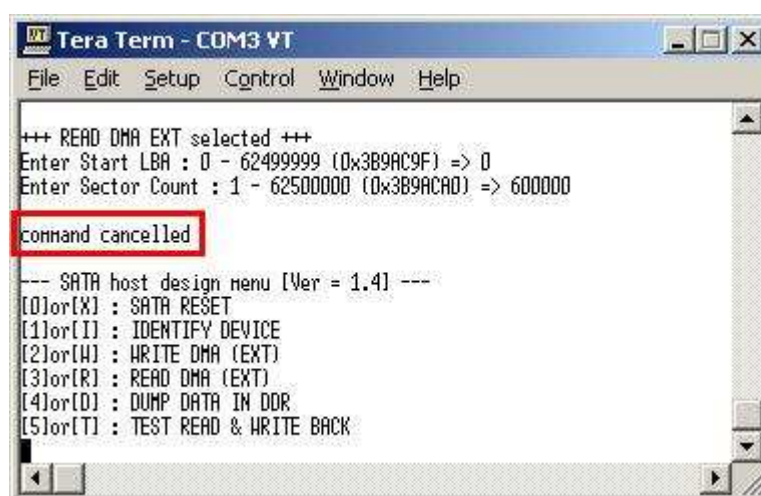 Tera Term - COM3 VT
File Edit Setup Control Window Help
+++ READ DMA EXT selected +++
Enter Start LBA : 0 - 62499999 (0x3B9AC9F) => 0
Enter Sector Count : 1 - 62500000 (0x3B9ACA0) => 600000
command cancelled
--- SATA host design menu [Ver = 1.4] ---
[0]or[X] : SATA RESET
[1]or[I] : IDENTIFY DEVICE
[2]or[W] : WRITE DMA (EXT)
[3]or[R] : READ DMA (EXT)
[4]or[D] : DUMP DATA IN DDR
[5]or[T] : TEST READ & WRITE BACK